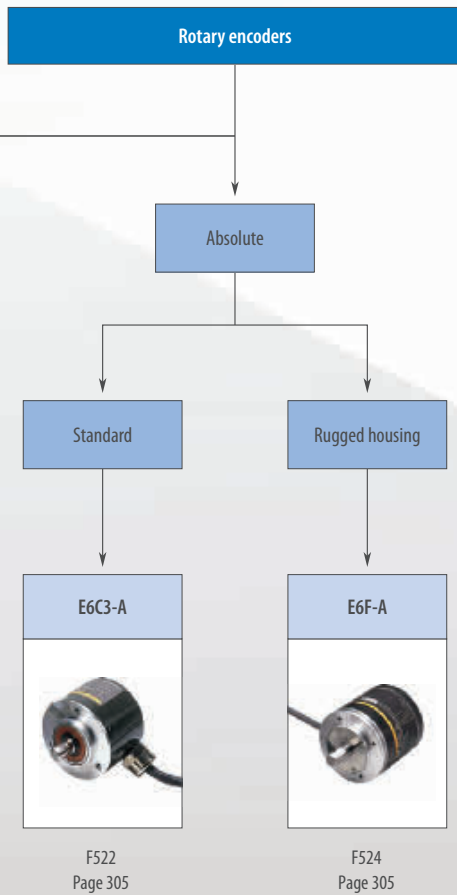 Rotary encoders
Absolute
Standard
Rugged housing
E6C3-A
E6F-A
F522
Page 305
F524
Page 305